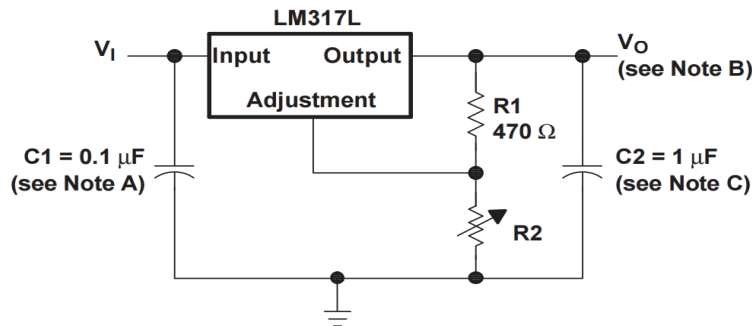 LM317L
VI
Input
Output
VO
(see Note B)
Adjustment
R1
470 Ω
C1 = 0.1 μF
(see Note A)
C2 = 1 μF
(see Note C)
R2